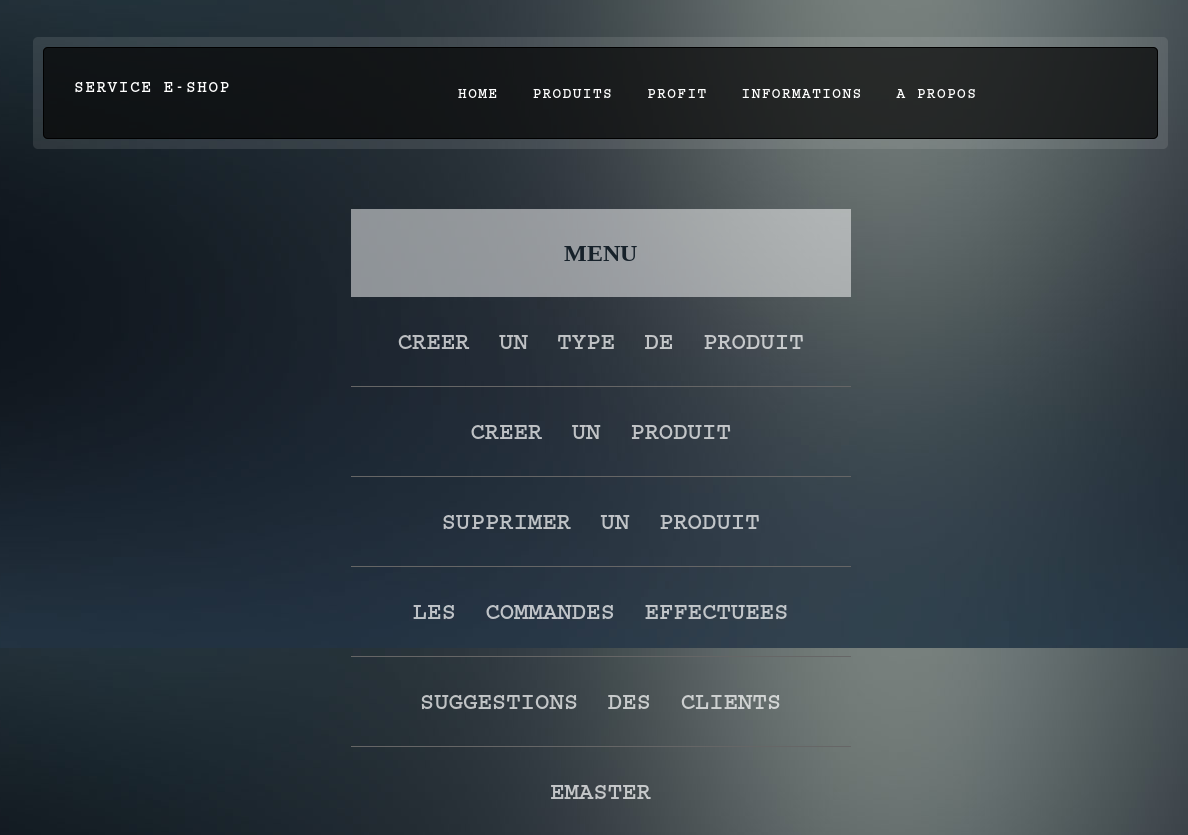 SERVICE E-SHOP
HOME PRODUITS PROFIT INFORMATIONS A PROPOS
MENU
CREER UN TYPE DE PRODUIT
CREER UN PRODUIT
SUPPRIMER UN PRODUIT
LES COMMANDES EFFECTUEES
SUGGESTIONS DES CLIENTS
EMASTER